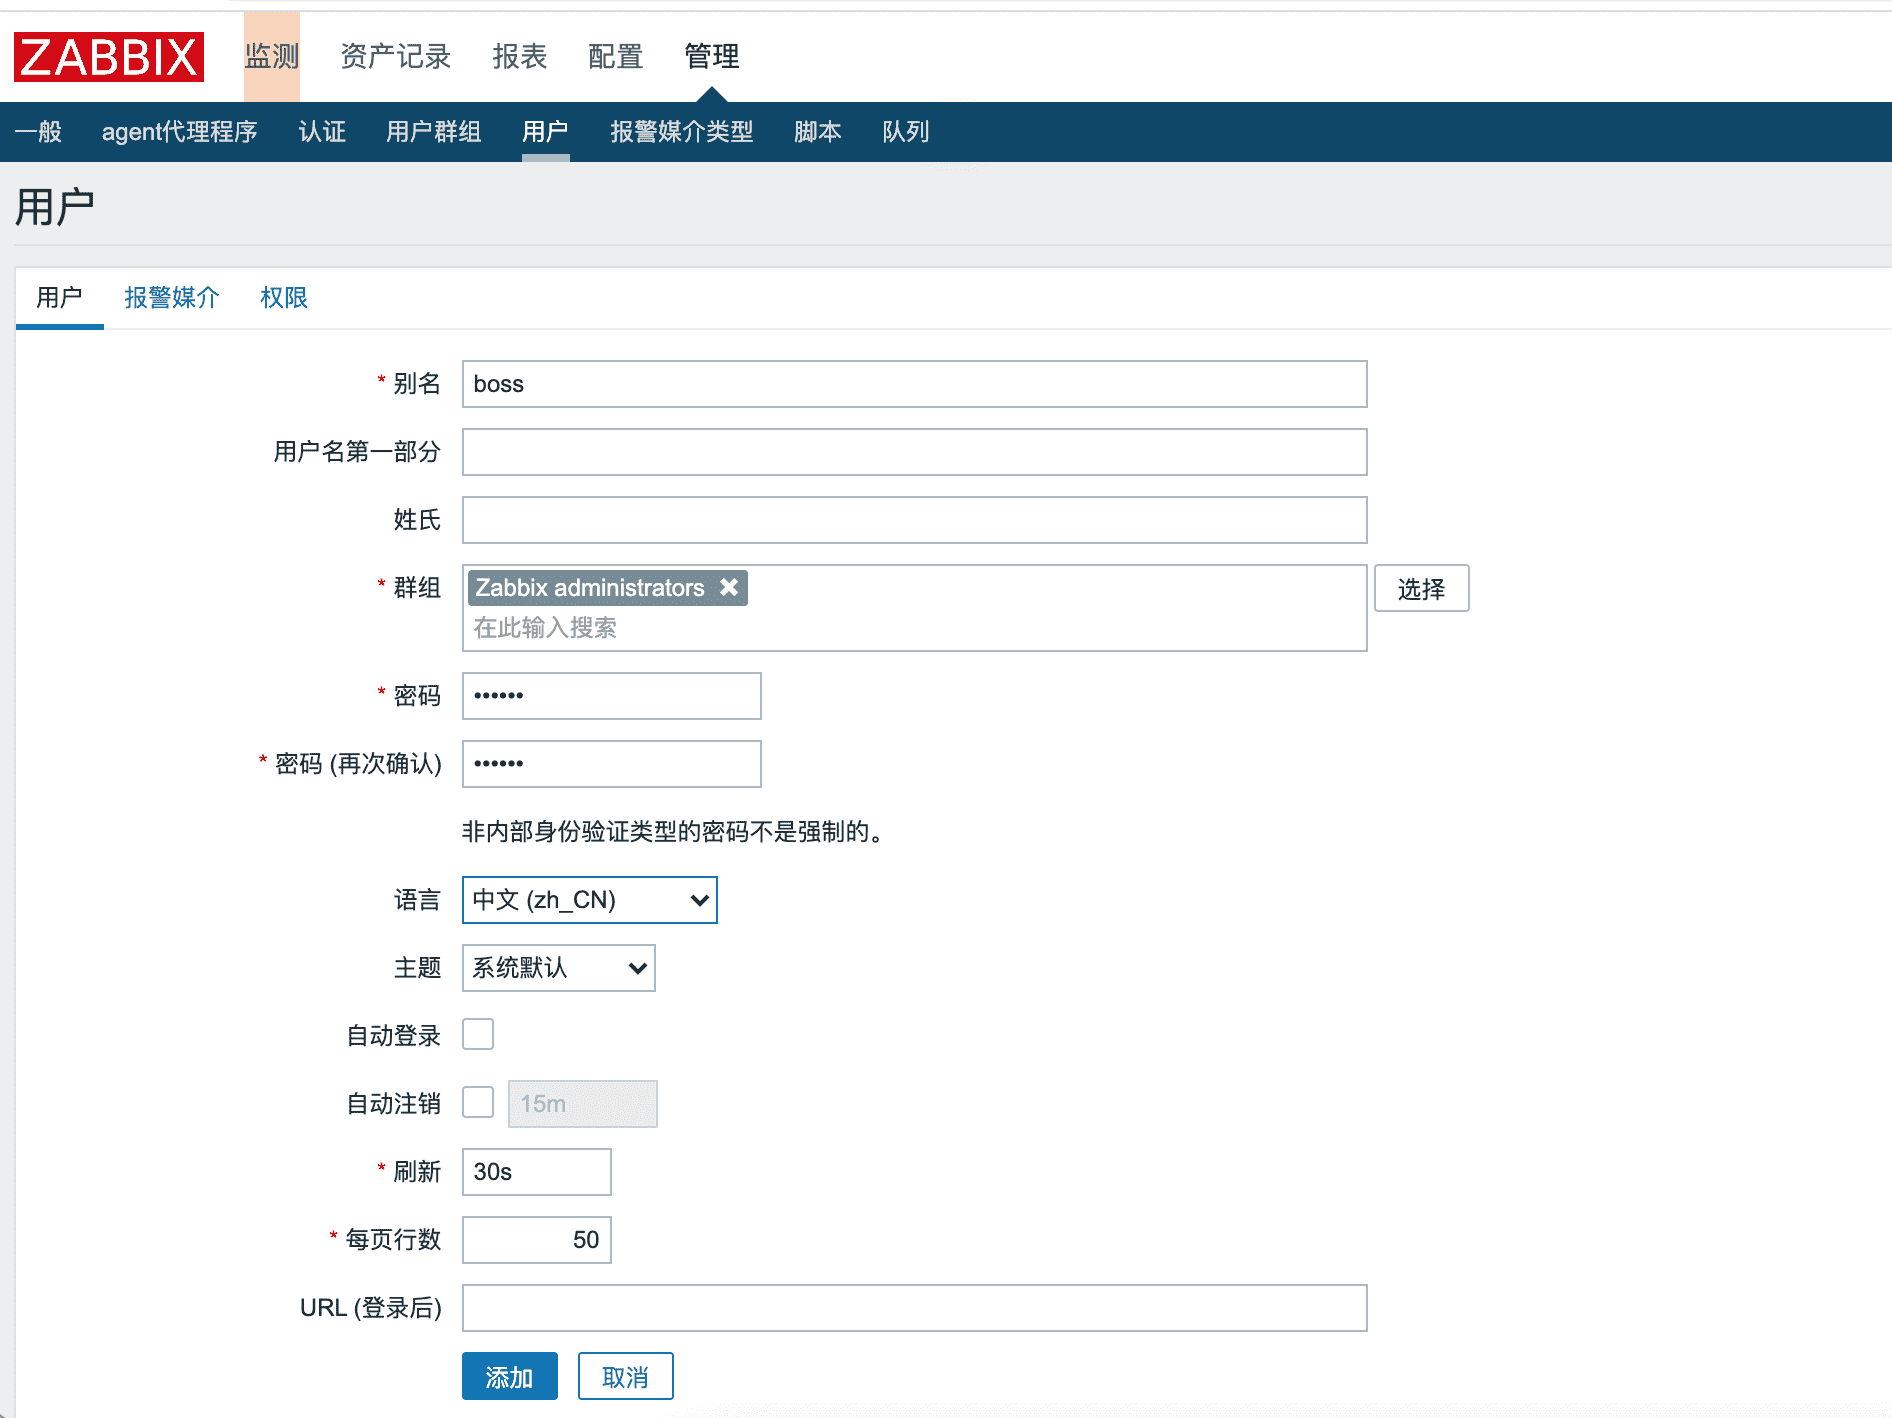 ZABBIX 监测 资产记录 报表 配置 管理
一般 agent代理程序 认证 用户群组 用户 报警媒介类型 脚本 队列
用户
用户 报警媒介 权限
* 别名 boss
用户名第一部分
姓氏
* 群组 Zabbix administrators ✖ 选择
在此输入搜索
* 密码 ••••••
* 密码 (再次确认) ••••••
非内部身份验证类型的密码不是强制的。
语言 中文 (zh_CN)
主题 系统默认
自动登录
自动注销 15m
* 刷新 30s
* 每页行数 50
URL (登录后)
添加 取消